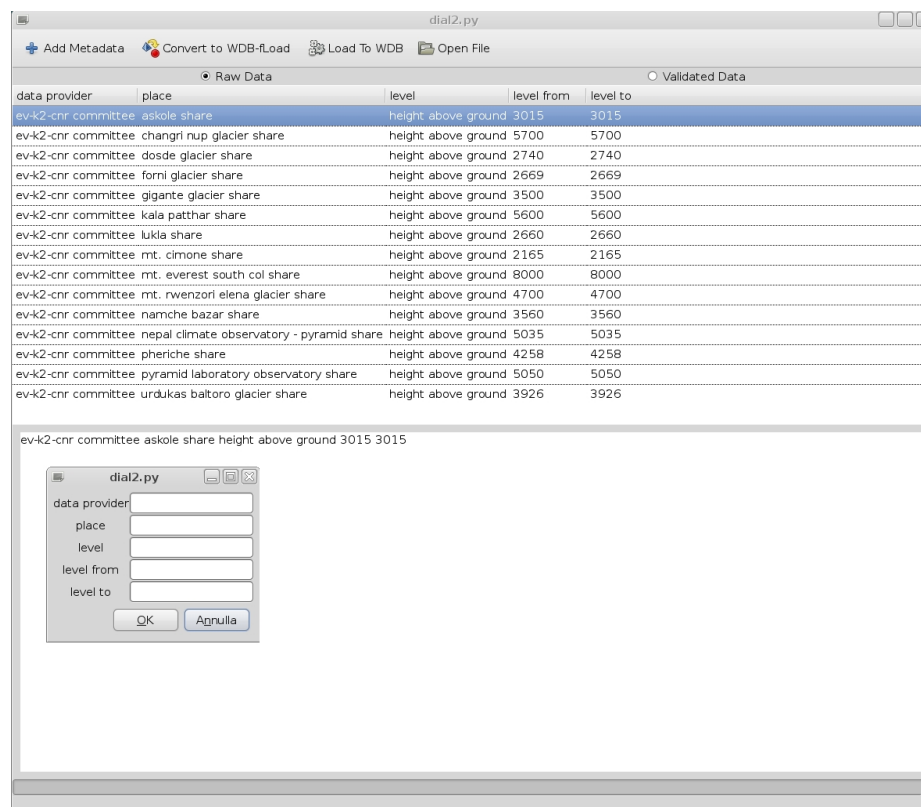 dial2.py
Add Metadata Convert to WDB-fLoad Load To WDB Open File
Raw Data Validated Data
data provider place level level from level to
ev-k2-cnr committee askole share height above ground 3015 3015
ev-k2-cnr committee changri nup glacier share height above ground 5700 5700
ev-k2-cnr committee dosde glacier share height above ground 2740 2740
ev-k2-cnr committee forni glacier share height above ground 2669 2669
ev-k2-cnr committee gigante glacier share height above ground 3500 3500
ev-k2-cnr committee kala patthar share height above ground 5600 5600
ev-k2-cnr committee lukla share height above ground 2660 2660
ev-k2-cnr committee mt. cimone share height above ground 2165 2165
ev-k2-cnr committee mt. everest south col share height above ground 8000 8000
ev-k2-cnr committee mt. rwenzori elena glacier share height above ground 4700 4700
ev-k2-cnr committee namche bazar share height above ground 3560 3560
ev-k2-cnr committee nepal climate observatory - pyramid share height above ground 5035 5035
ev-k2-cnr committee pheriche share height above ground 4258 4258
ev-k2-cnr committee pyramid laboratory observatory share height above ground 5050 5050
ev-k2-cnr committee urdukas baltoro glacier share height above ground 3926 3926
ev-k2-cnr committee askole share height above ground 3015 3015
dial2.py
data provider
place
level
level from
level to
OK Annulla